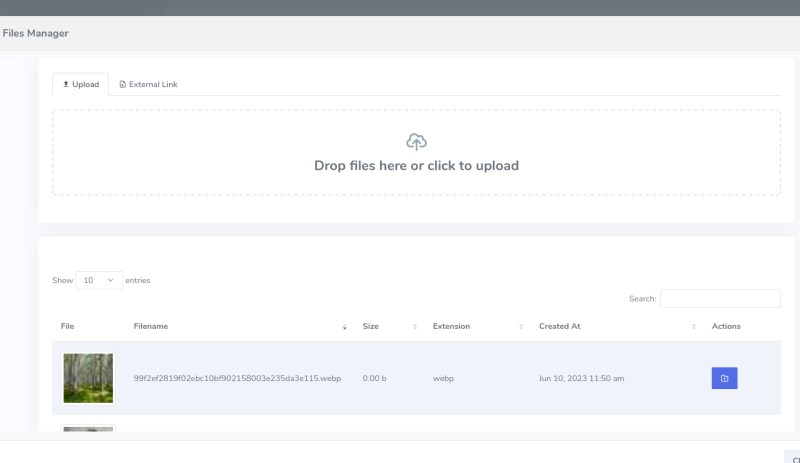 Files Manager
Upload
External Link
Drop files here or click to upload
Show 10 entries
Search:
File Filename Size Extension Created At Actions
99f2ef2819f02ebc10bf902158003e235da3e115.webp 0.00 b webp Jun 10, 2023 11:50 am